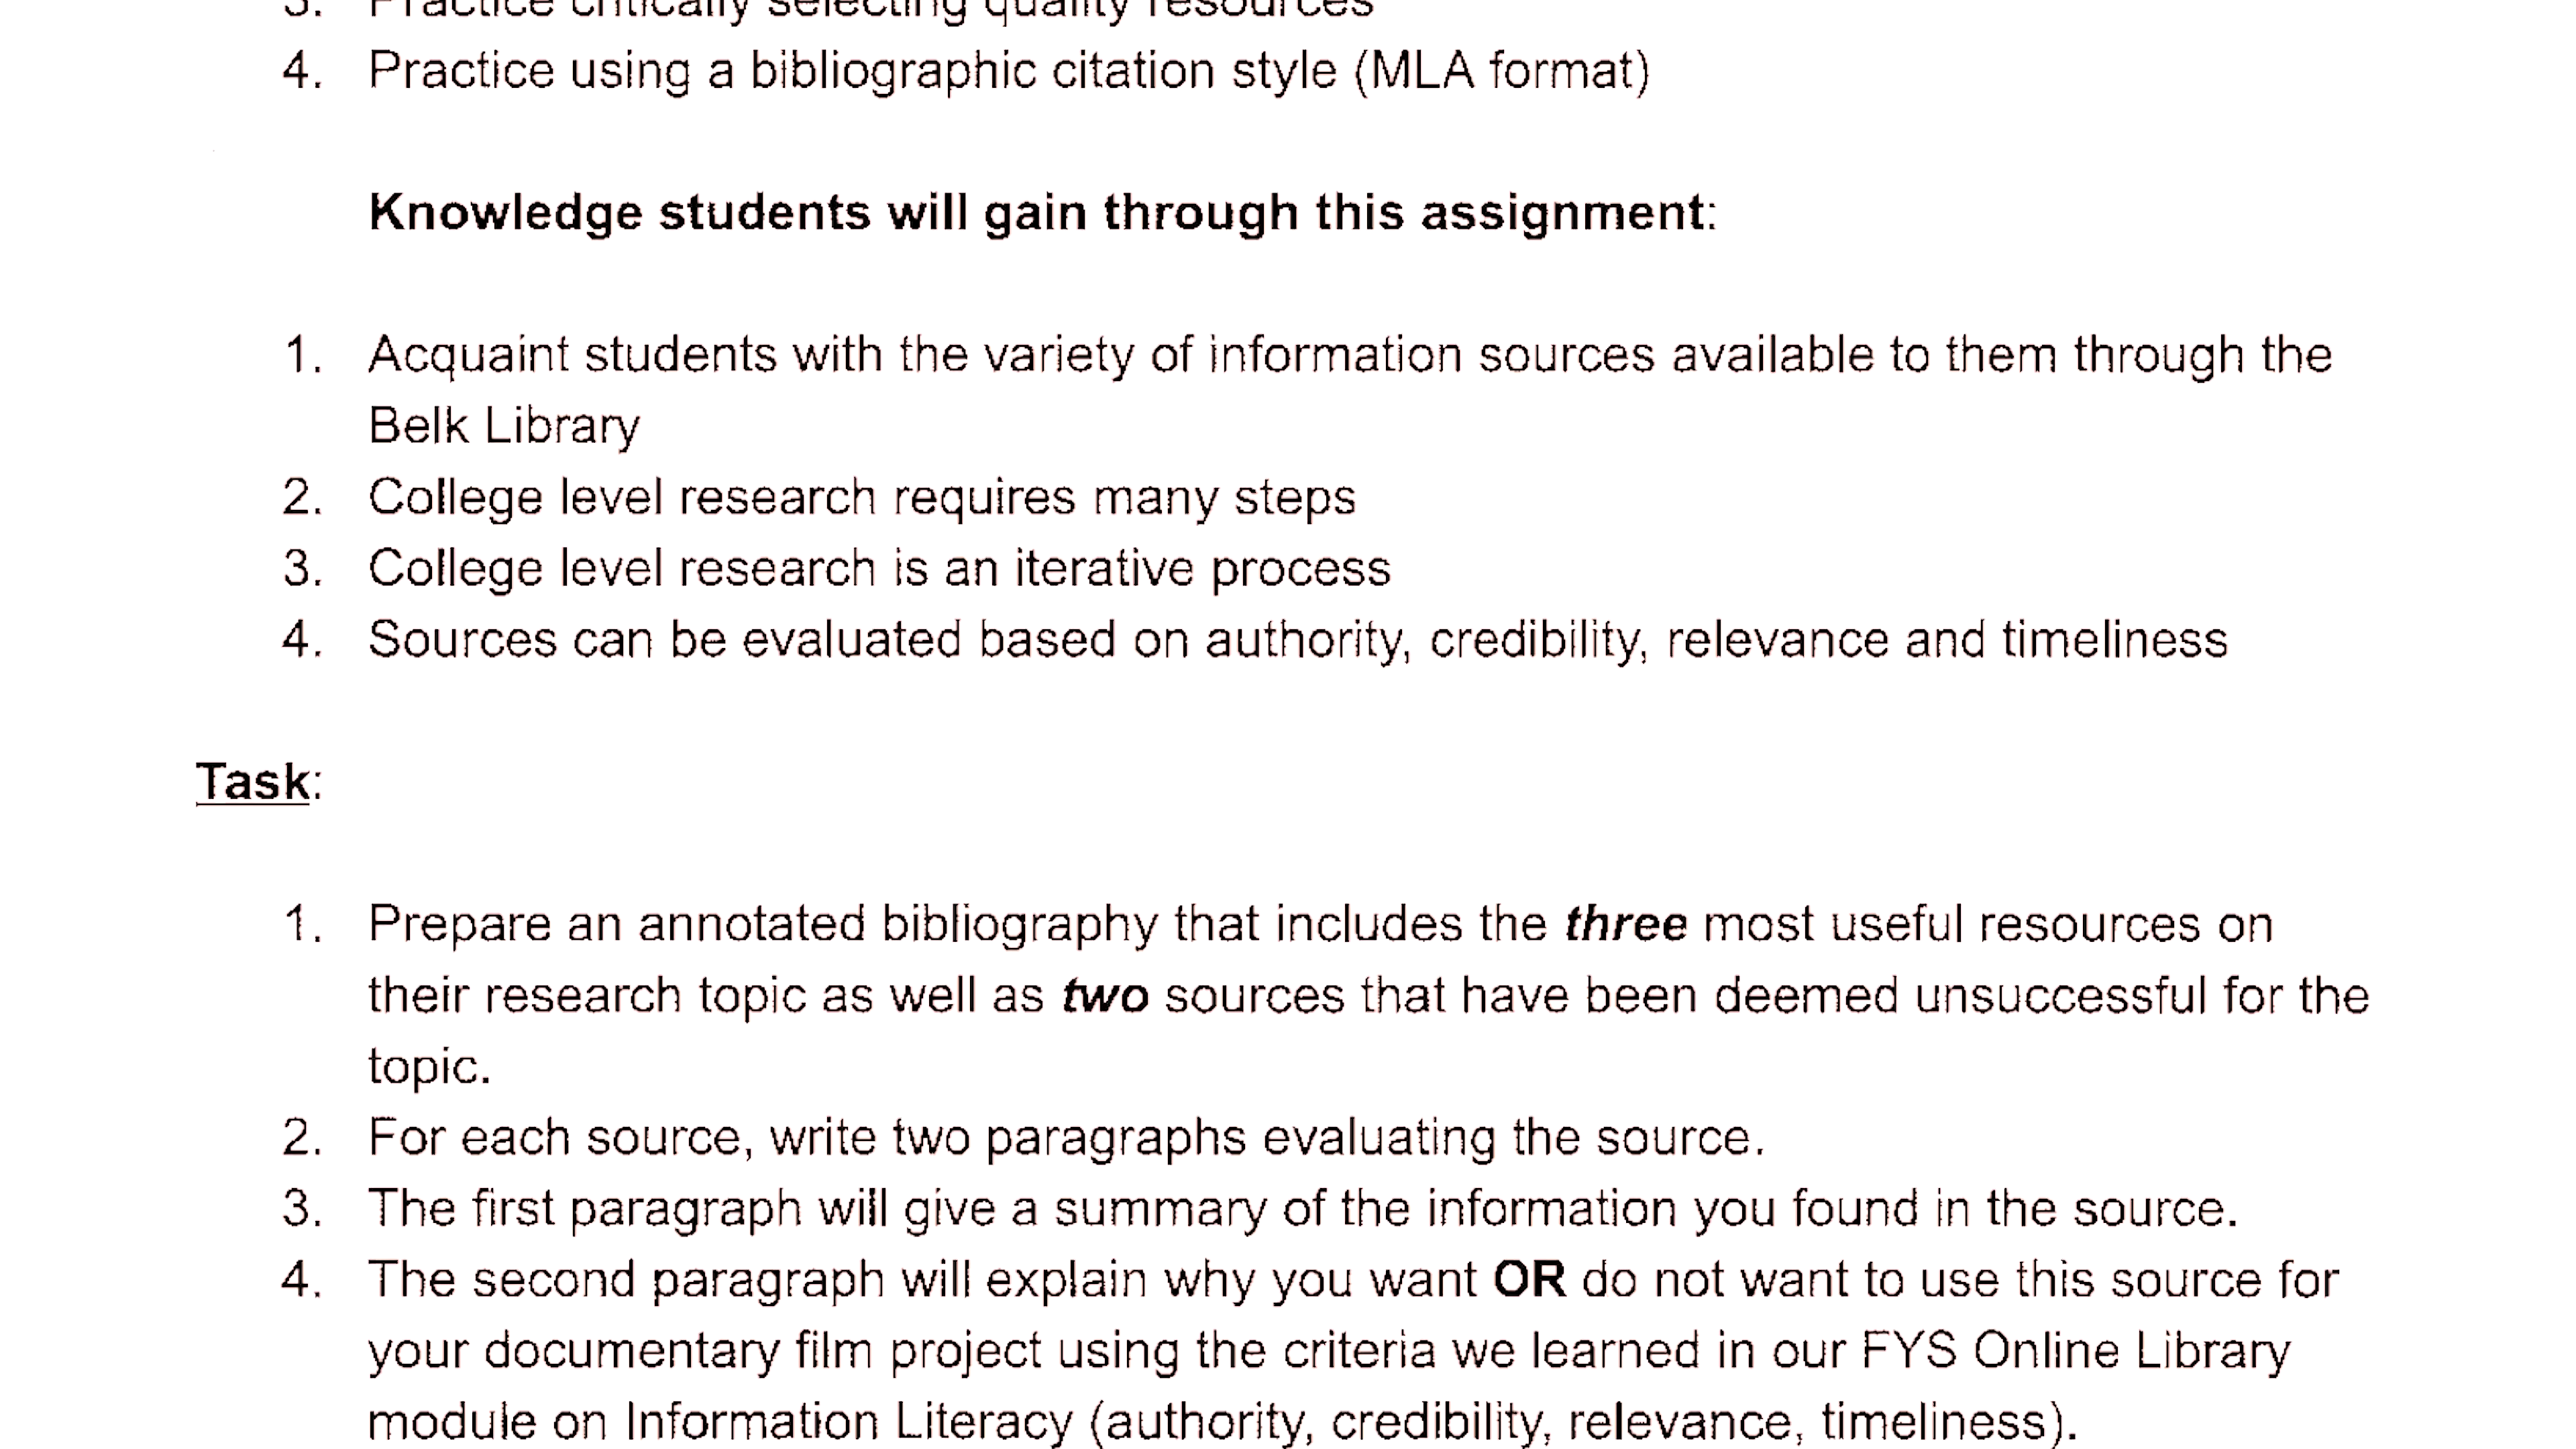 3. Practice critically selecting quality resources
4. Practice using a bibliographic citation style (MLA format)
Knowledge students will gain through this assignment:
1. Acquaint students with the variety of information sources available to them through the
Belk Library
2. College level research requires many steps
3. College level research is an iterative process
4. Sources can be evaluated based on authority, credibility, relevance and timeliness
Task:
1. Prepare an annotated bibliography that includes the three most useful resources on
their research topic as well as two sources that have been deemed unsuccessful for the
topic.
2. For each source, write two paragraphs evaluating the source.
3. The first paragraph will give a summary of the information you found in the source.
4. The second paragraph will explain why you want OR do not want to use this source for
your documentary film project using the criteria we learned in our FYS Online Library
module on Information Literacy (authority, credibility, relevance, timeliness).